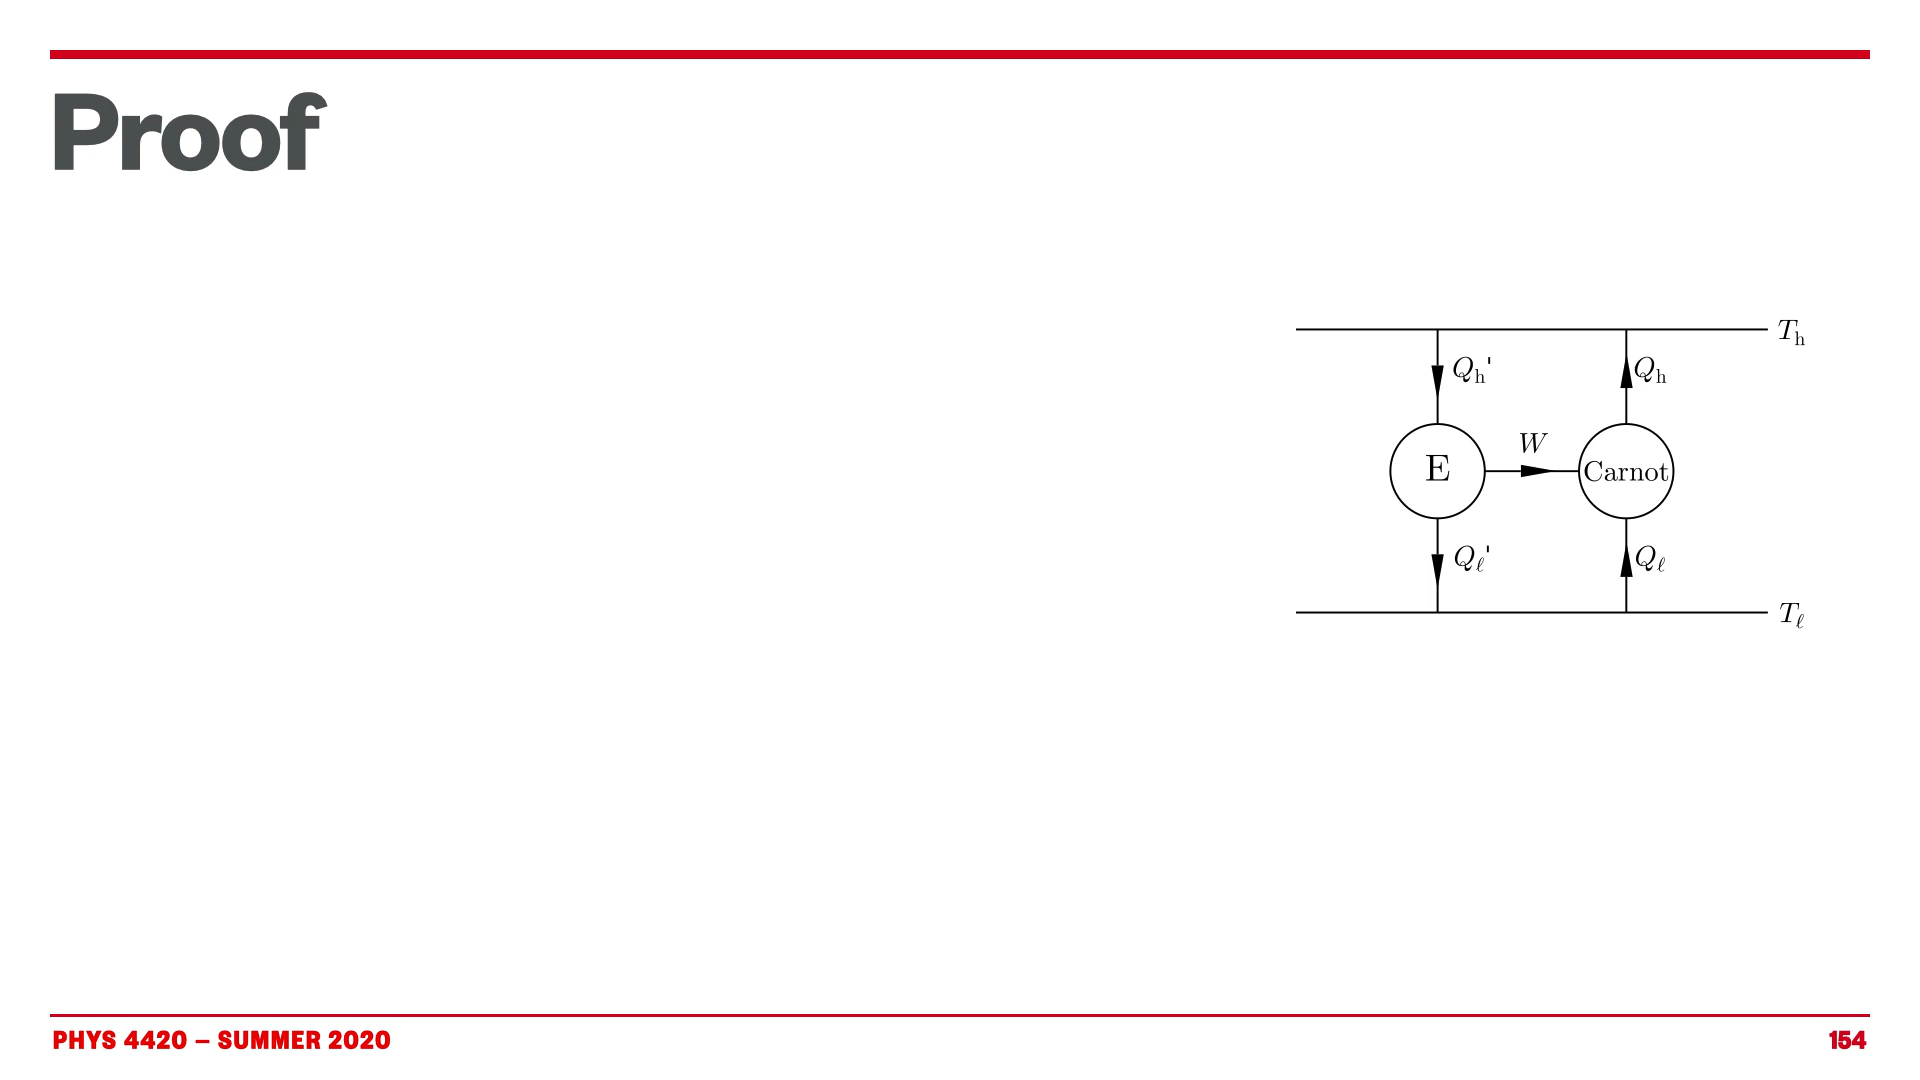 Proof
T_h
Q_h' Q_h
W
E Carnot
Q_ℓ' Q_ℓ
T_ℓ
PHYS 4420 – SUMMER 2020 154